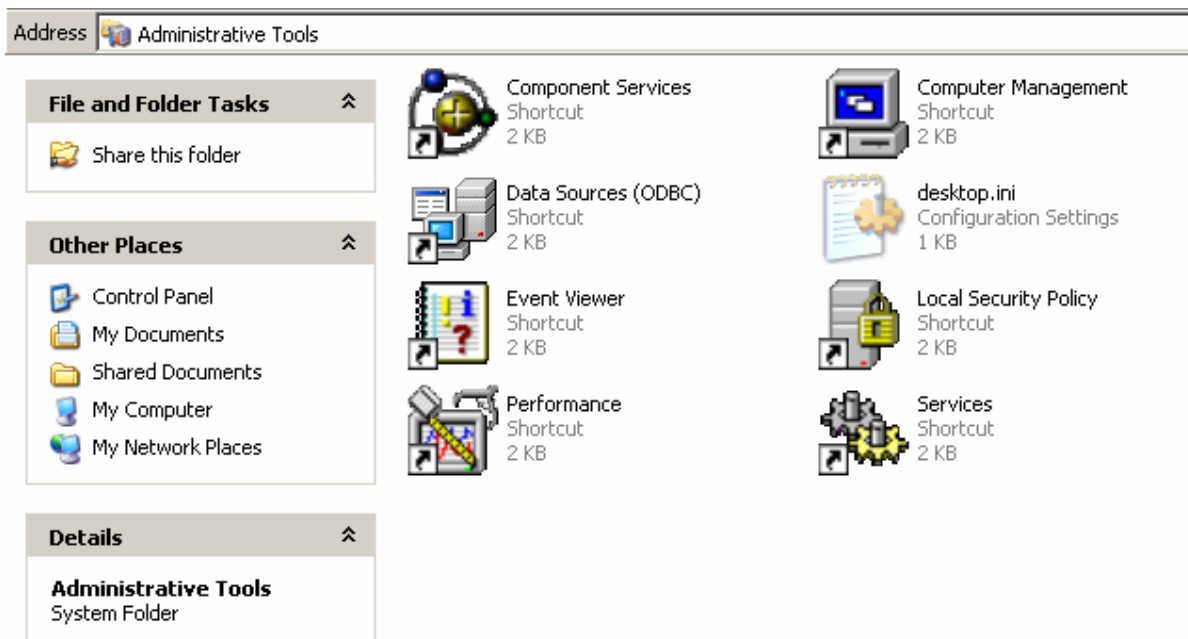 Address Administrative Tools
File and Folder Tasks
Share this folder
Other Places
Control Panel
My Documents
Shared Documents
My Computer
My Network Places
Details
Administrative Tools
System Folder
Component Services
Shortcut
2 KB
Computer Management
Shortcut
2 KB
Data Sources (ODBC)
Shortcut
2 KB
desktop.ini
Configuration Settings
1 KB
Event Viewer
Shortcut
2 KB
Local Security Policy
Shortcut
2 KB
Performance
Shortcut
2 KB
Services
Shortcut
2 KB